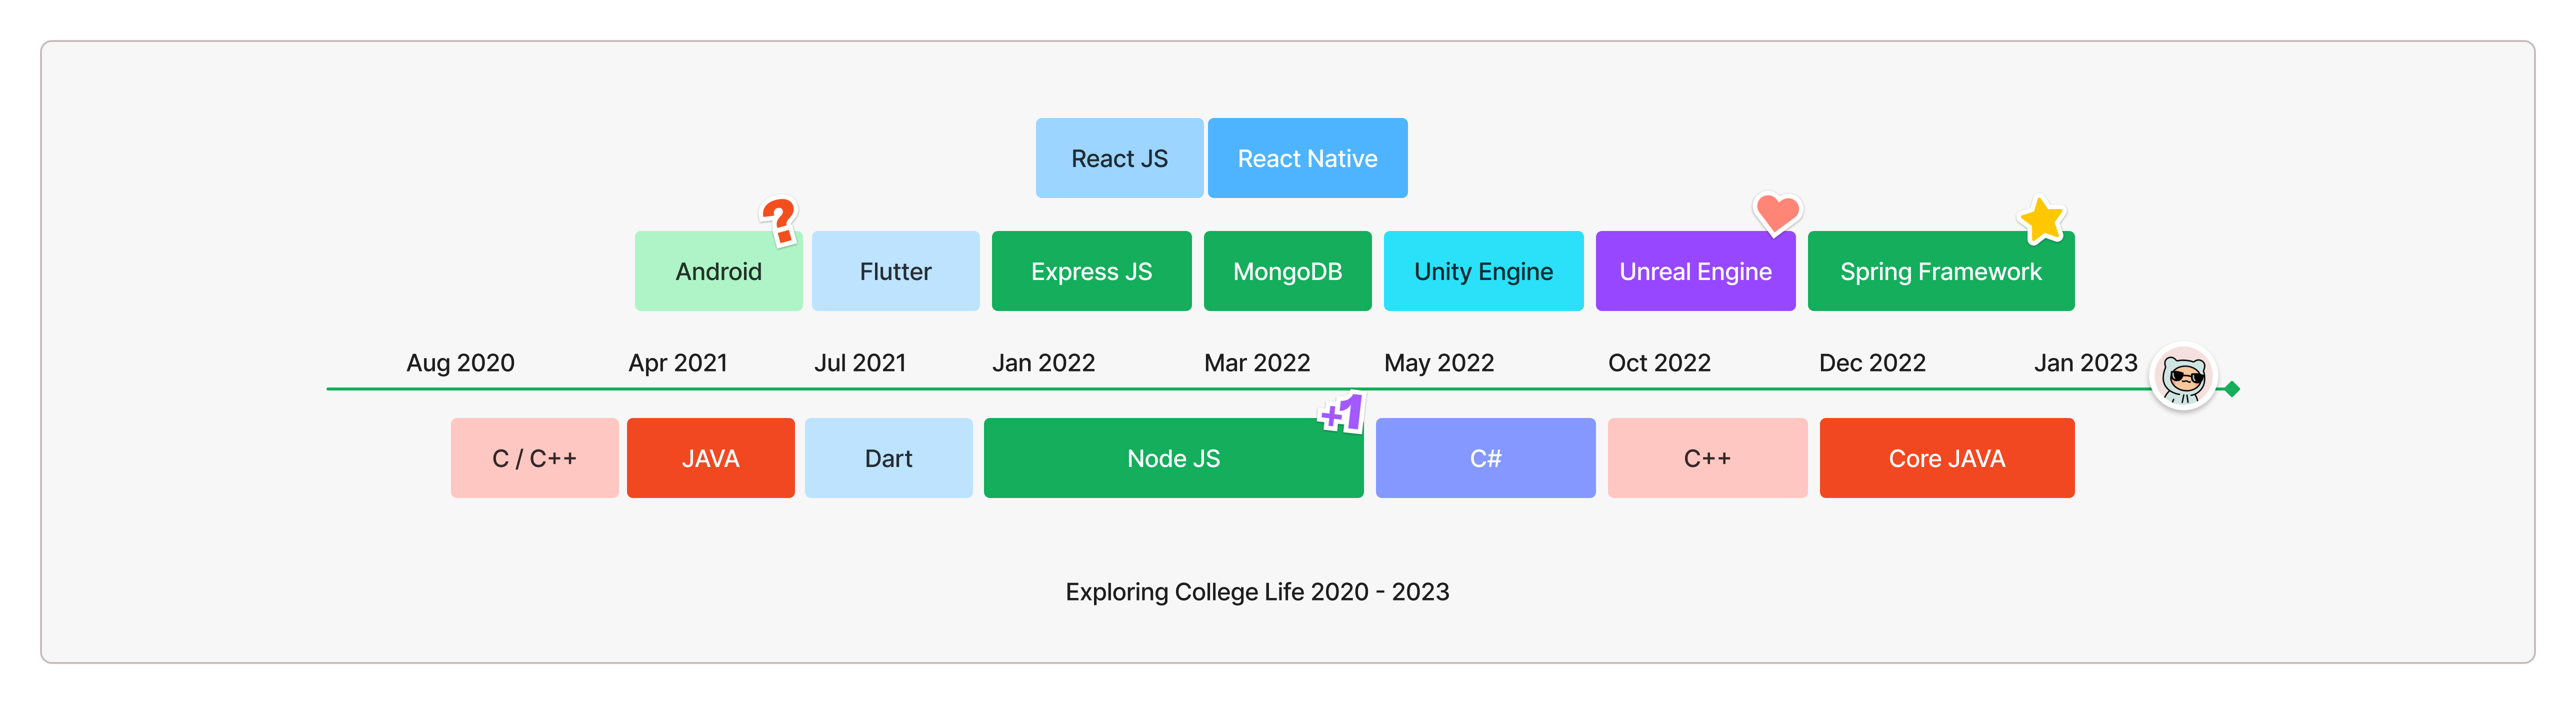 React JS
React Native
?
Android
Flutter
Express JS
MongoDB
Unity Engine
Unreal Engine
Spring Framework
Aug 2020
Apr 2021
Jul 2021
Jan 2022
Mar 2022
May 2022
Oct 2022
Dec 2022
Jan 2023
+1
C / C++
JAVA
Dart
Node JS
C#
C++
Core JAVA
Exploring College Life 2020 - 2023